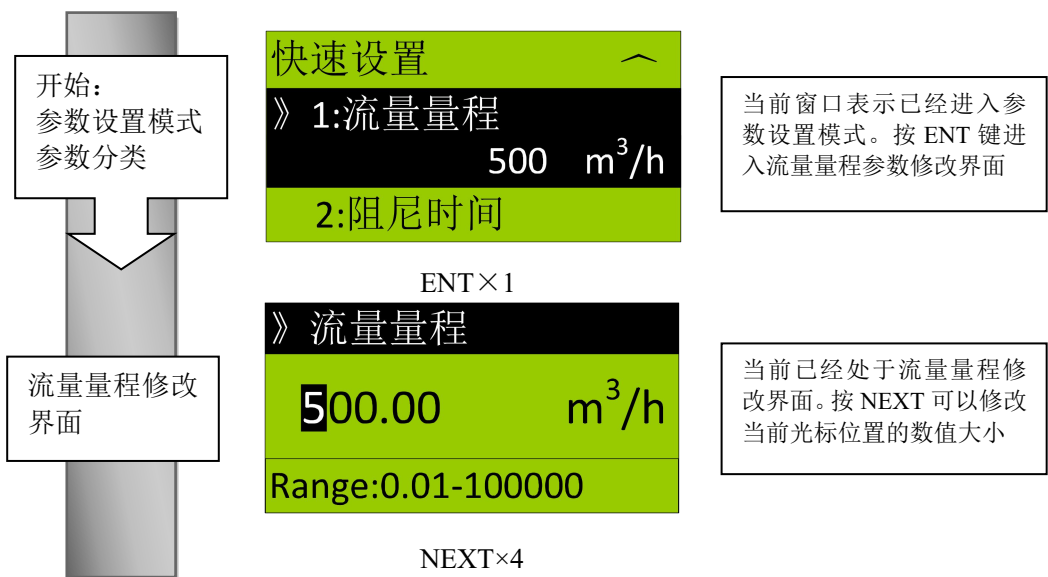 开始：
参数设置模式
参数分类
快速设置
》1:流量量程
500 m³/h
2:阻尼时间
当前窗口表示已经进入参
数设置模式。按 ENT 键进
入流量量程参数修改界面
ENT×1
》流量量程
500.00 m³/h
Range:0.01-100000
流量量程修改
界面
当前已经处于流量量程修
改界面。按 NEXT 可以修改
当前光标位置的数值大小
NEXT×4